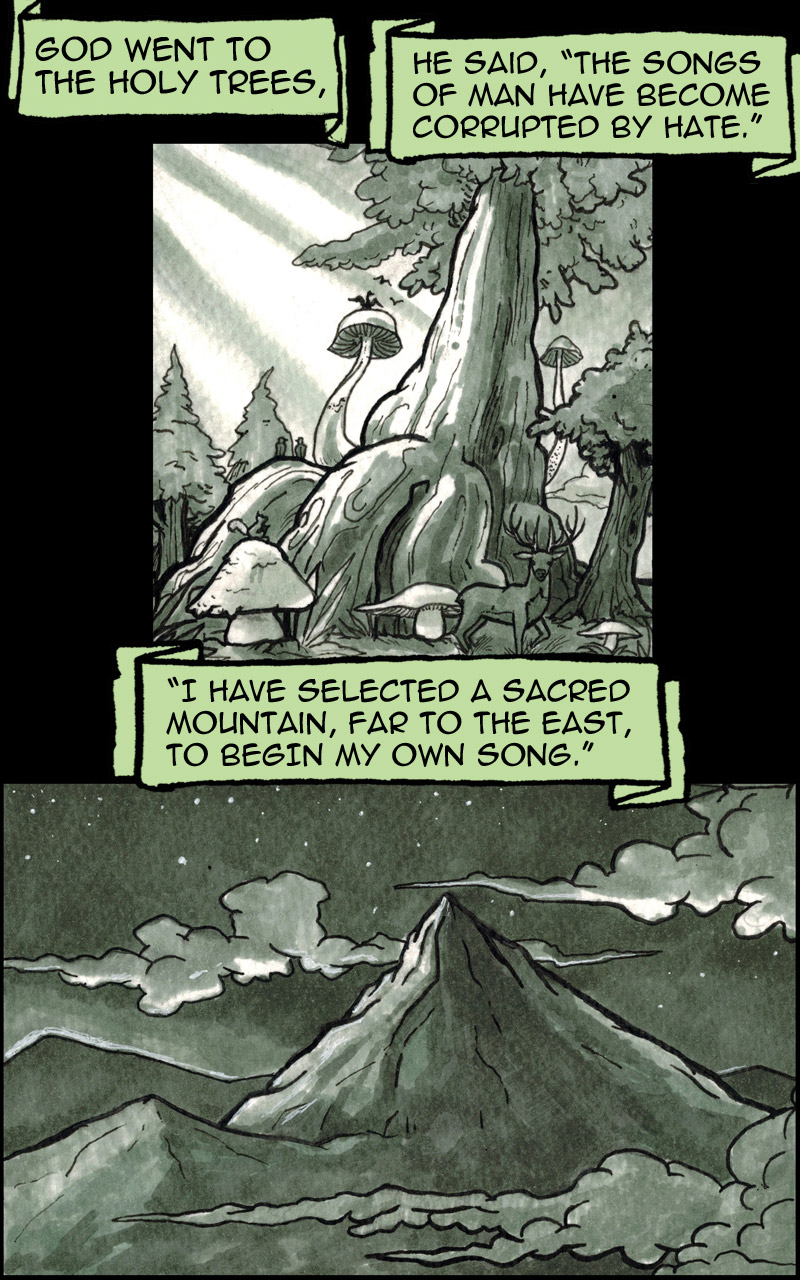 GOD WENT TO
THE HOLY TREES,
HE SAID, "THE SONGS
OF MAN HAVE BECOME
CORRUPTED BY HATE."
"I HAVE SELECTED A SACRED
MOUNTAIN, FAR TO THE EAST,
TO BEGIN MY OWN SONG."